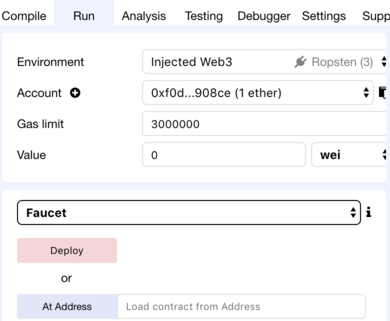 Compile Run Analysis Testing Debugger Settings Supp
Environment Injected Web3 Ropsten (3)
Account 0xf0d...908ce (1 ether)
Gas limit 3000000
Value 0 wei
Faucet i
Deploy
or
At Address Load contract from Address